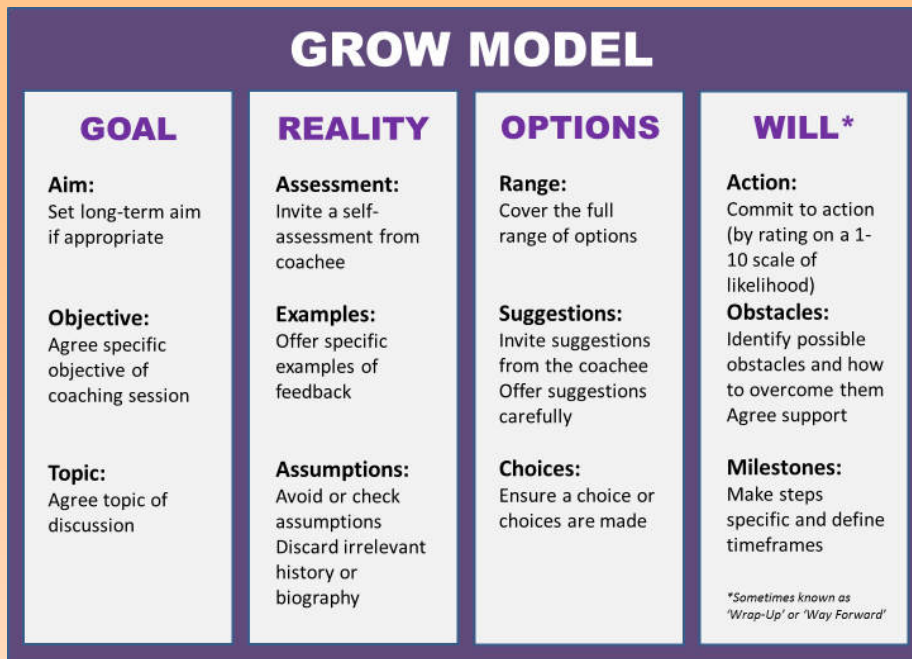 GROW MODEL
GOAL
Aim:
Set long-term aim
if appropriate
Objective:
Agree specific
objective of
coaching session
Topic:
Agree topic of
discussion
REALITY
Assessment:
Invite a self-
assessment from
coachee
Examples:
Offer specific
examples of
feedback
Assumptions:
Avoid or check
assumptions
Discard irrelevant
history or
biography
OPTIONS
Range:
Cover the full
range of options
Suggestions:
Invite suggestions
from the coachee
Offer suggestions
carefully
Choices:
Ensure a choice or
choices are made
WILL*
Action:
Commit to action
(by rating on a 1-
10 scale of
likelihood)
Obstacles:
Identify possible
obstacles and how
to overcome them
Agree support
Milestones:
Make steps
specific and define
timeframes
*Sometimes known as
'Wrap-Up' or 'Way Forward'